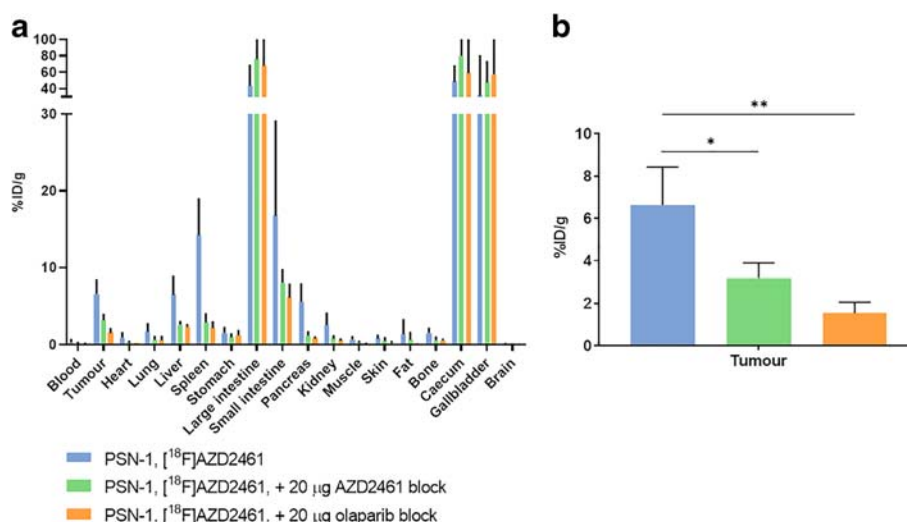 a
b
100
80
60
40
30
20
10
0
%ID/g
Blood
Tumour
Heart
Lung
Liver
Spleen
Stomach
Large intestine
Small intestine
Pancreas
Kidney
Muscle
Skin
Fat
Bone
Caecum
Gallbladder
Brain
**
*
10
8
6
4
2
0
%ID/g
Tumour
PSN-1, [¹⁸F]AZD2461
PSN-1, [¹⁸F]AZD2461, + 20 µg AZD2461 block
PSN-1, [¹⁸F]AZD2461, + 20 µg olaparib block